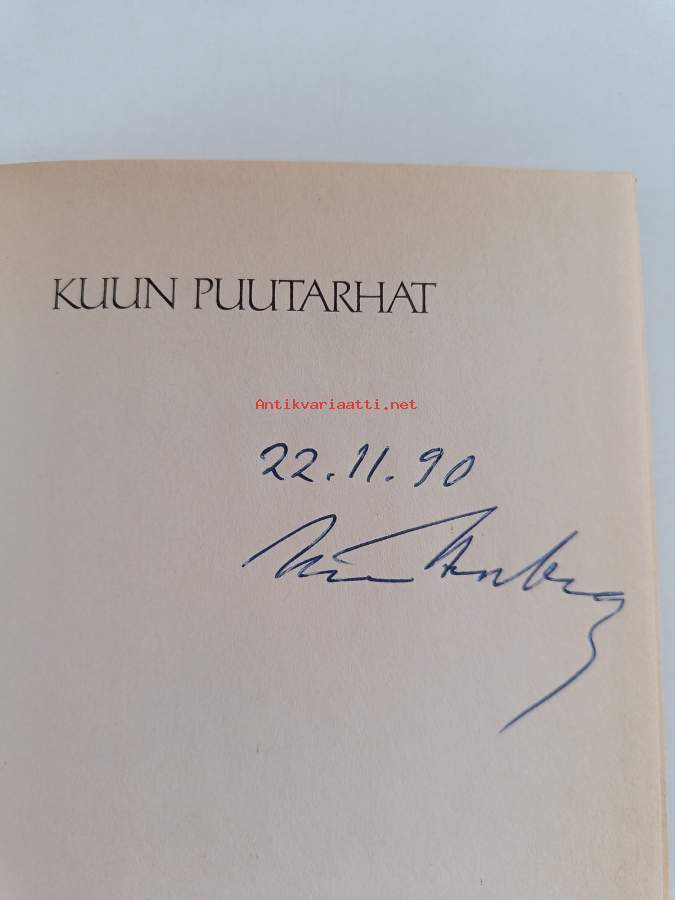 KUUN PUUTARHAT
Antikvariaatti.net
22.11.90